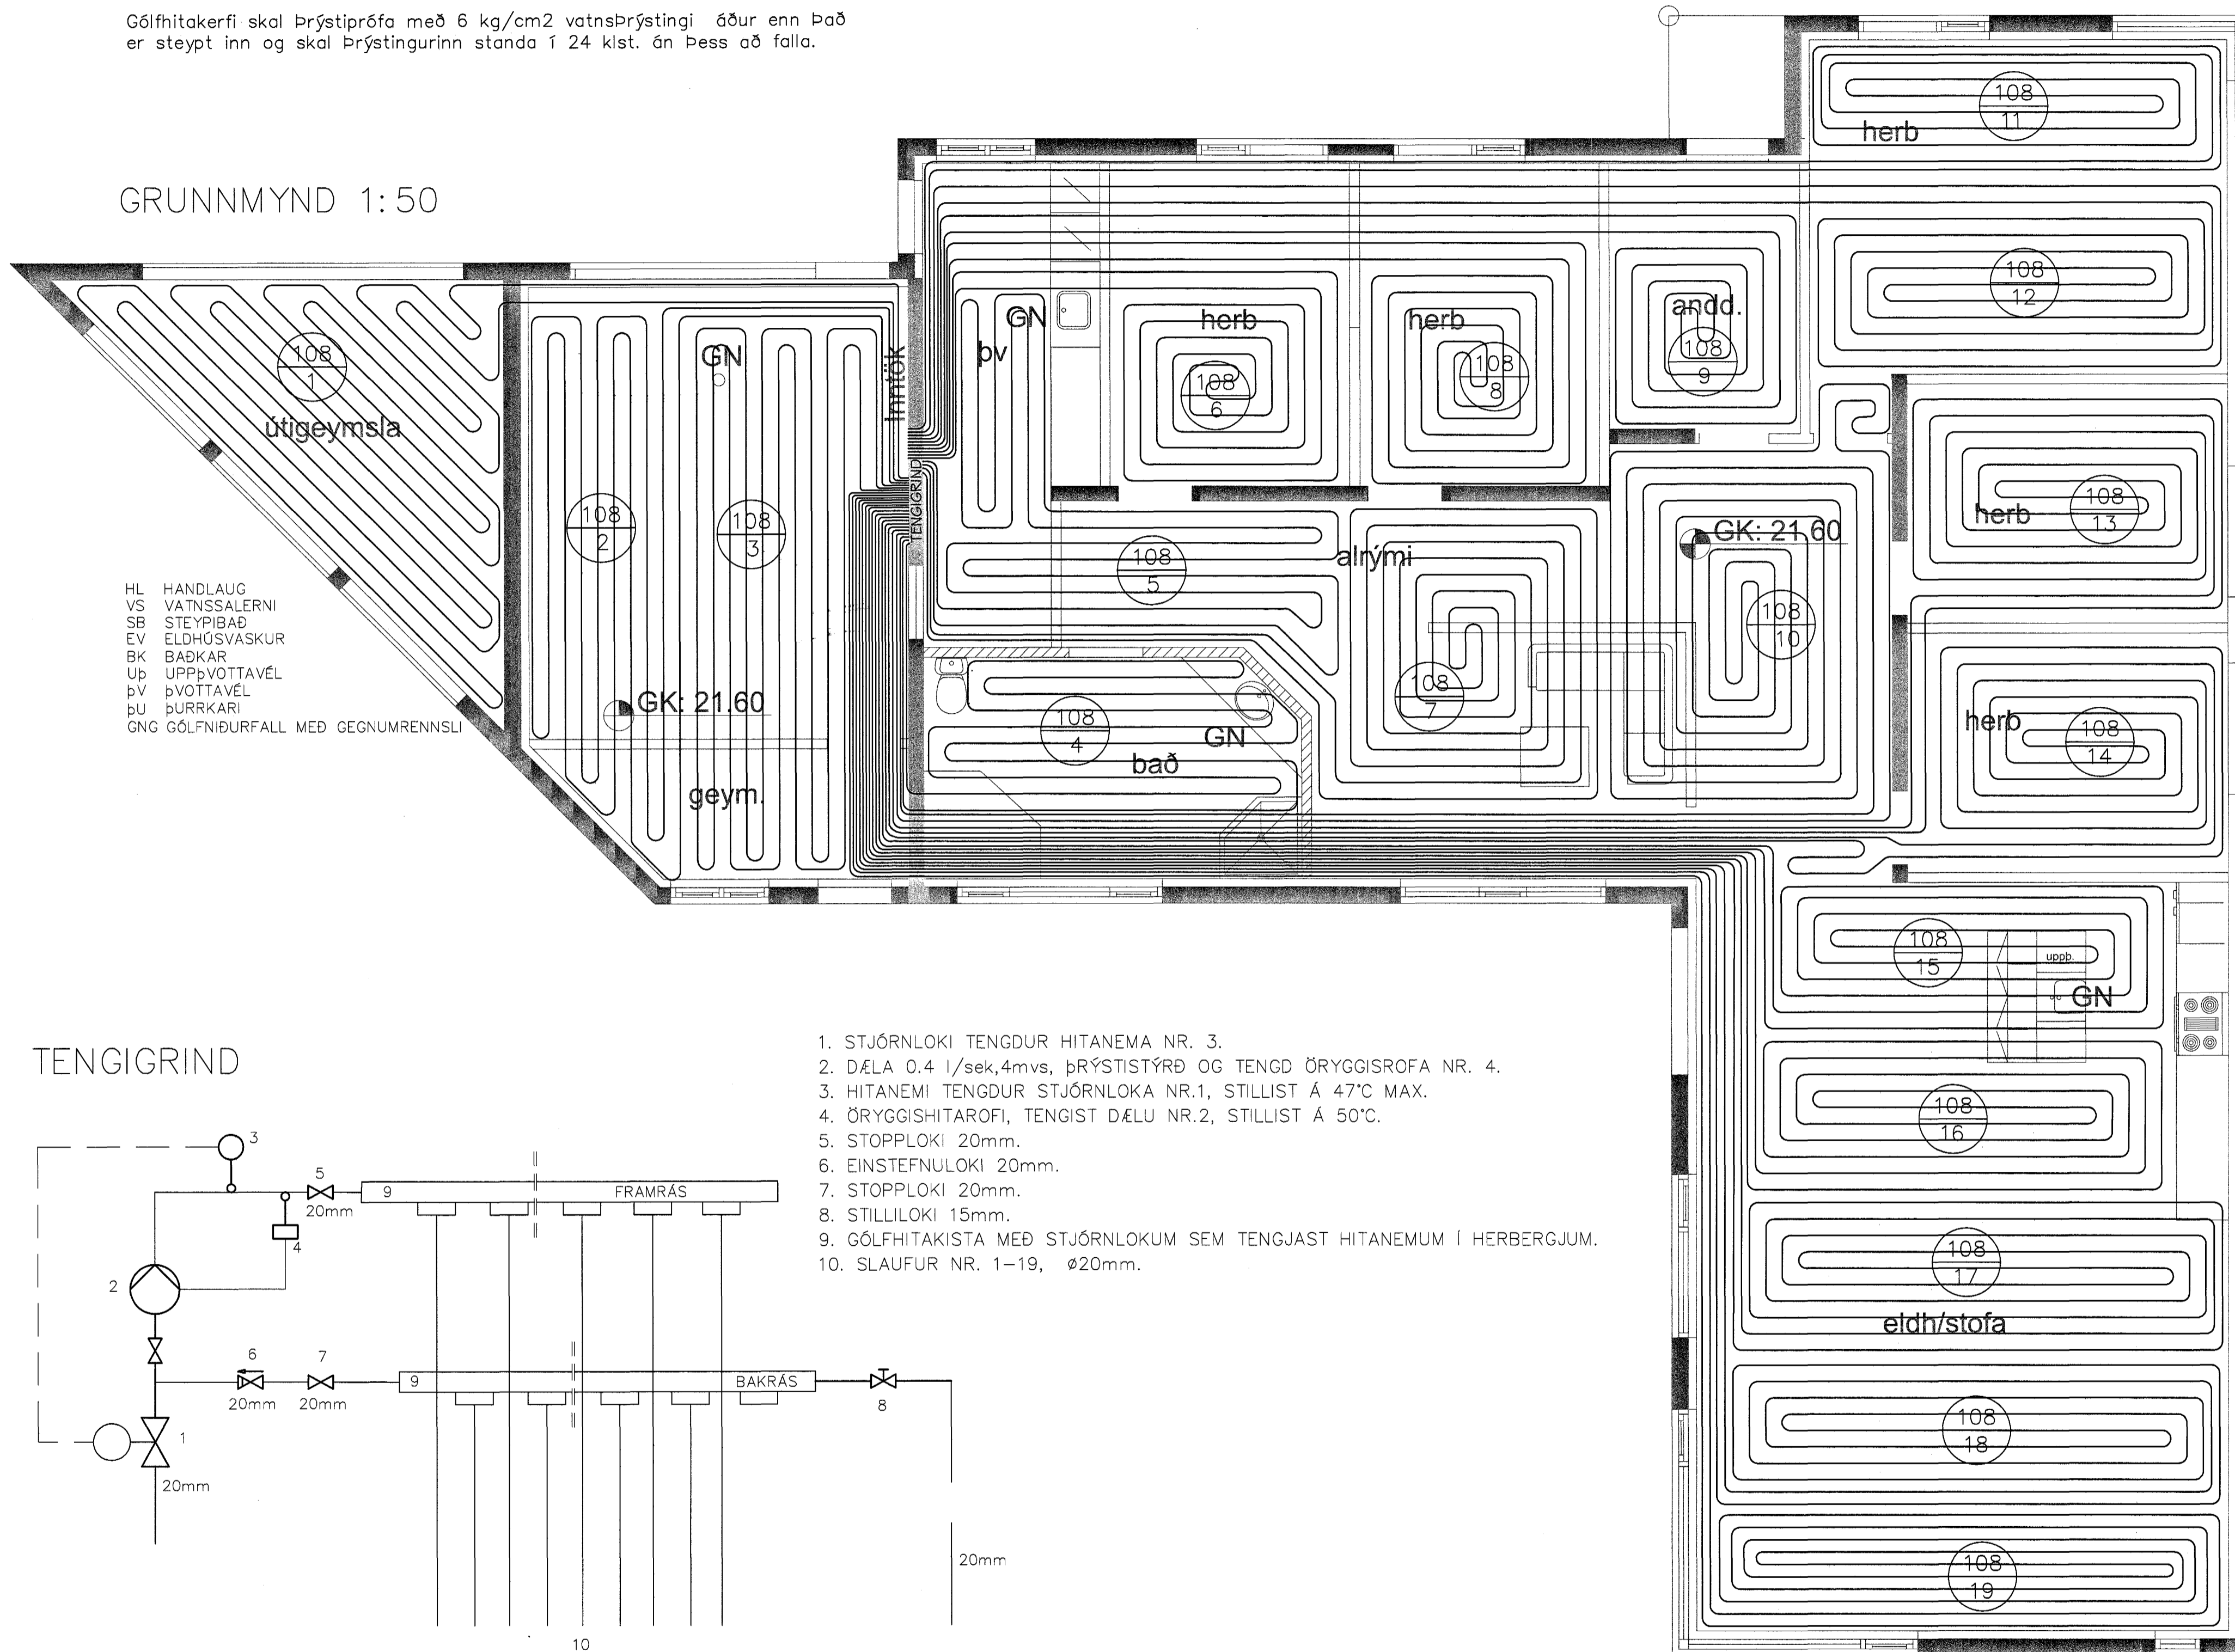 Gólfhitakerfi skal Þrýstiprófa með 6 kg/cm2 vatnsÞrýstingi áður enn Það
er steypt inn og skal Þrýstingurinn standa í 24 klst. án Þess að falla.
GRUNNMYND 1:50
108
11
herb
108
12
108
1
útigeymsla
GN
Inntök
þv
GN
herb
108
6
herb
108
8
andd.
108
9
108
2
108
3
TENGIGRIND
108
5
alrými
GK: 21.60
108
13
herb
108
10
108
7
HL HANDLAUG
VS VATNSSALERNI
SB STEYPIBAÐ
EV ELDHÚSVASKUR
BK BAÐKAR
Uþ UPPþVOTTAVÉL
þV þVOTTAVÉL
þU þURRKARI
GNG GÓLFNIÐURFALL MEÐ GEGNUMRENNSLI
GK: 21.60
geym.
108
4
GN
bað
herb
108
14
108
15
uppþ.
GN
108
16
108
17
eldh/stofa
108
18
108
19
TENGIGRIND
1. STJÓRNLOKI TENGDUR HITANEMA NR. 3.
2. DÆLA 0.4 l/sek,4mvs, þRÝSTISTÝRÐ OG TENGD ÖRYGGISROFA NR. 4.
3. HITANEMI TENGDUR STJÓRNLOKA NR.1, STILLIST Á 47°C MAX.
4. ÖRYGGISHITAROFI, TENGIST DÆLU NR.2, STILLIST Á 50°C.
5. STOPPLOKI 20mm.
6. EINSTEFNULOKI 20mm.
7. STOPPLOKI 20mm.
8. STILLILOKI 15mm.
9. GÓLFHITAKISTA MEÐ STJÓRNLOKUM SEM TENGJAST HITANEMUM Í HERBERGJUM.
10. SLAUFUR NR. 1-19, ø20mm.
3
5
20mm
9
FRAMRÁS
4
2
6
20mm
7
20mm
9
BAKRÁS
8
1
20mm
20mm
10